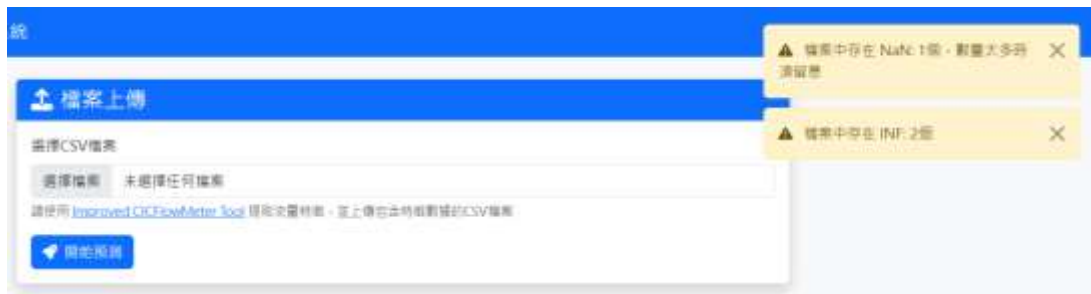 統
檔案上傳
選擇CSV檔案
選擇檔案 未選擇任何檔案
請使用 Improved CICFlowMeter Tool 提取流量特徵，並上傳包含特徵數據的CSV檔案
開始預測
檔案中存在 NaN: 1個，數量太多時
請留意
檔案中存在 INF: 2個